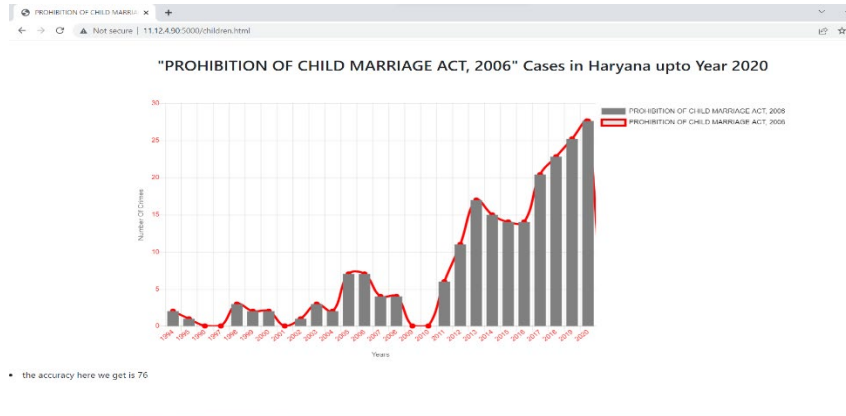 PROHIBITION OF CHILD MARRIA
Not secure | 11.12.4.90:5000/children.html
"PROHIBITION OF CHILD MARRIAGE ACT, 2006" Cases in Haryana upto Year 2020
PROHIBITION OF CHILD MARRIAGE ACT, 2006
PROHIBITION OF CHILD MARRIAGE ACT, 2006
Number Of Crimes
30
25
20
15
10
5
0
1994 1995 1996 1997 1998 1999 2000 2001 2002 2003 2004 2005 2006 2007 2008 2009 2010 2011 2012 2013 2014 2015 2016 2017 2018 2019 2020
Years
• the accuracy here we get is 76